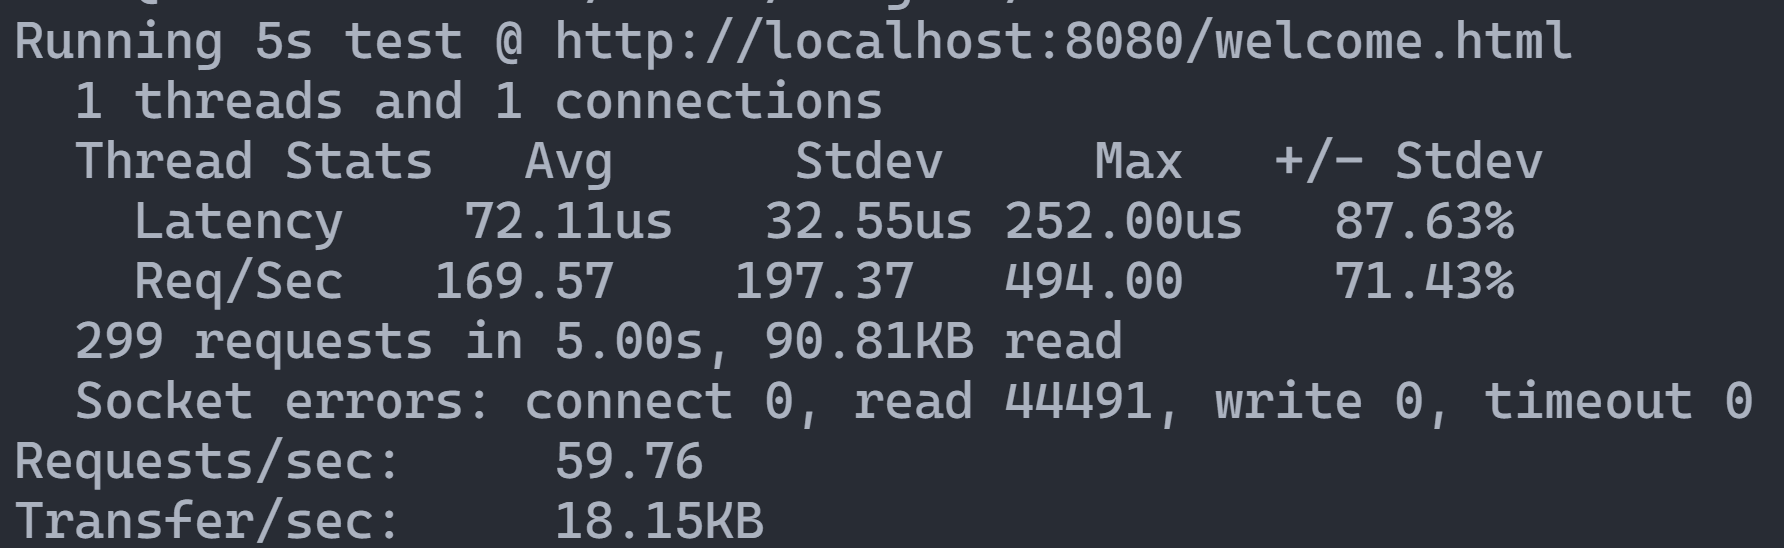 Running 5s test @ http://localhost:8080/welcome.html
  1 threads and 1 connections
  Thread Stats   Avg      Stdev     Max   +/- Stdev
    Latency    72.11us   32.55us 252.00us   87.63%
    Req/Sec   169.57    197.37   494.00     71.43%
  299 requests in 5.00s, 90.81KB read
  Socket errors: connect 0, read 44491, write 0, timeout 0
Requests/sec:     59.76
Transfer/sec:     18.15KB